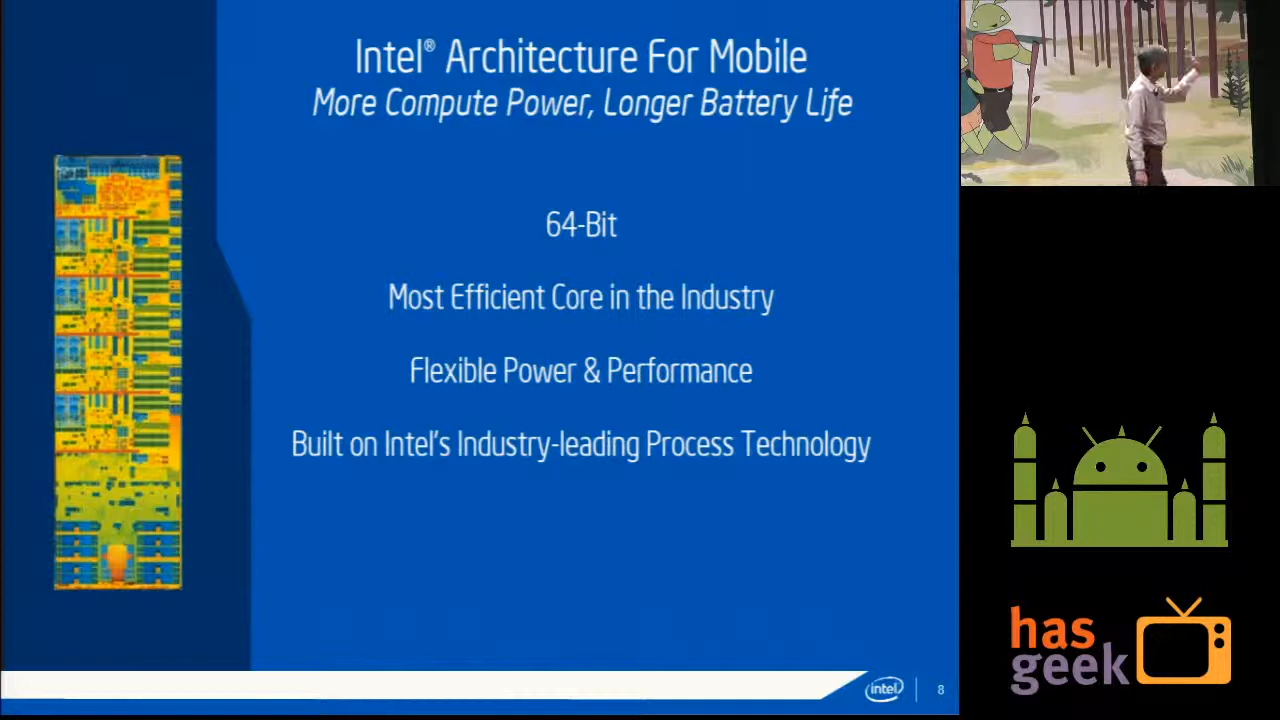 Intel® Architecture For Mobile
More Compute Power, Longer Battery Life
64-Bit
Most Efficient Core in the Industry
Flexible Power & Performance
Built on Intel's Industry-leading Process Technology
intel
8
has
geek